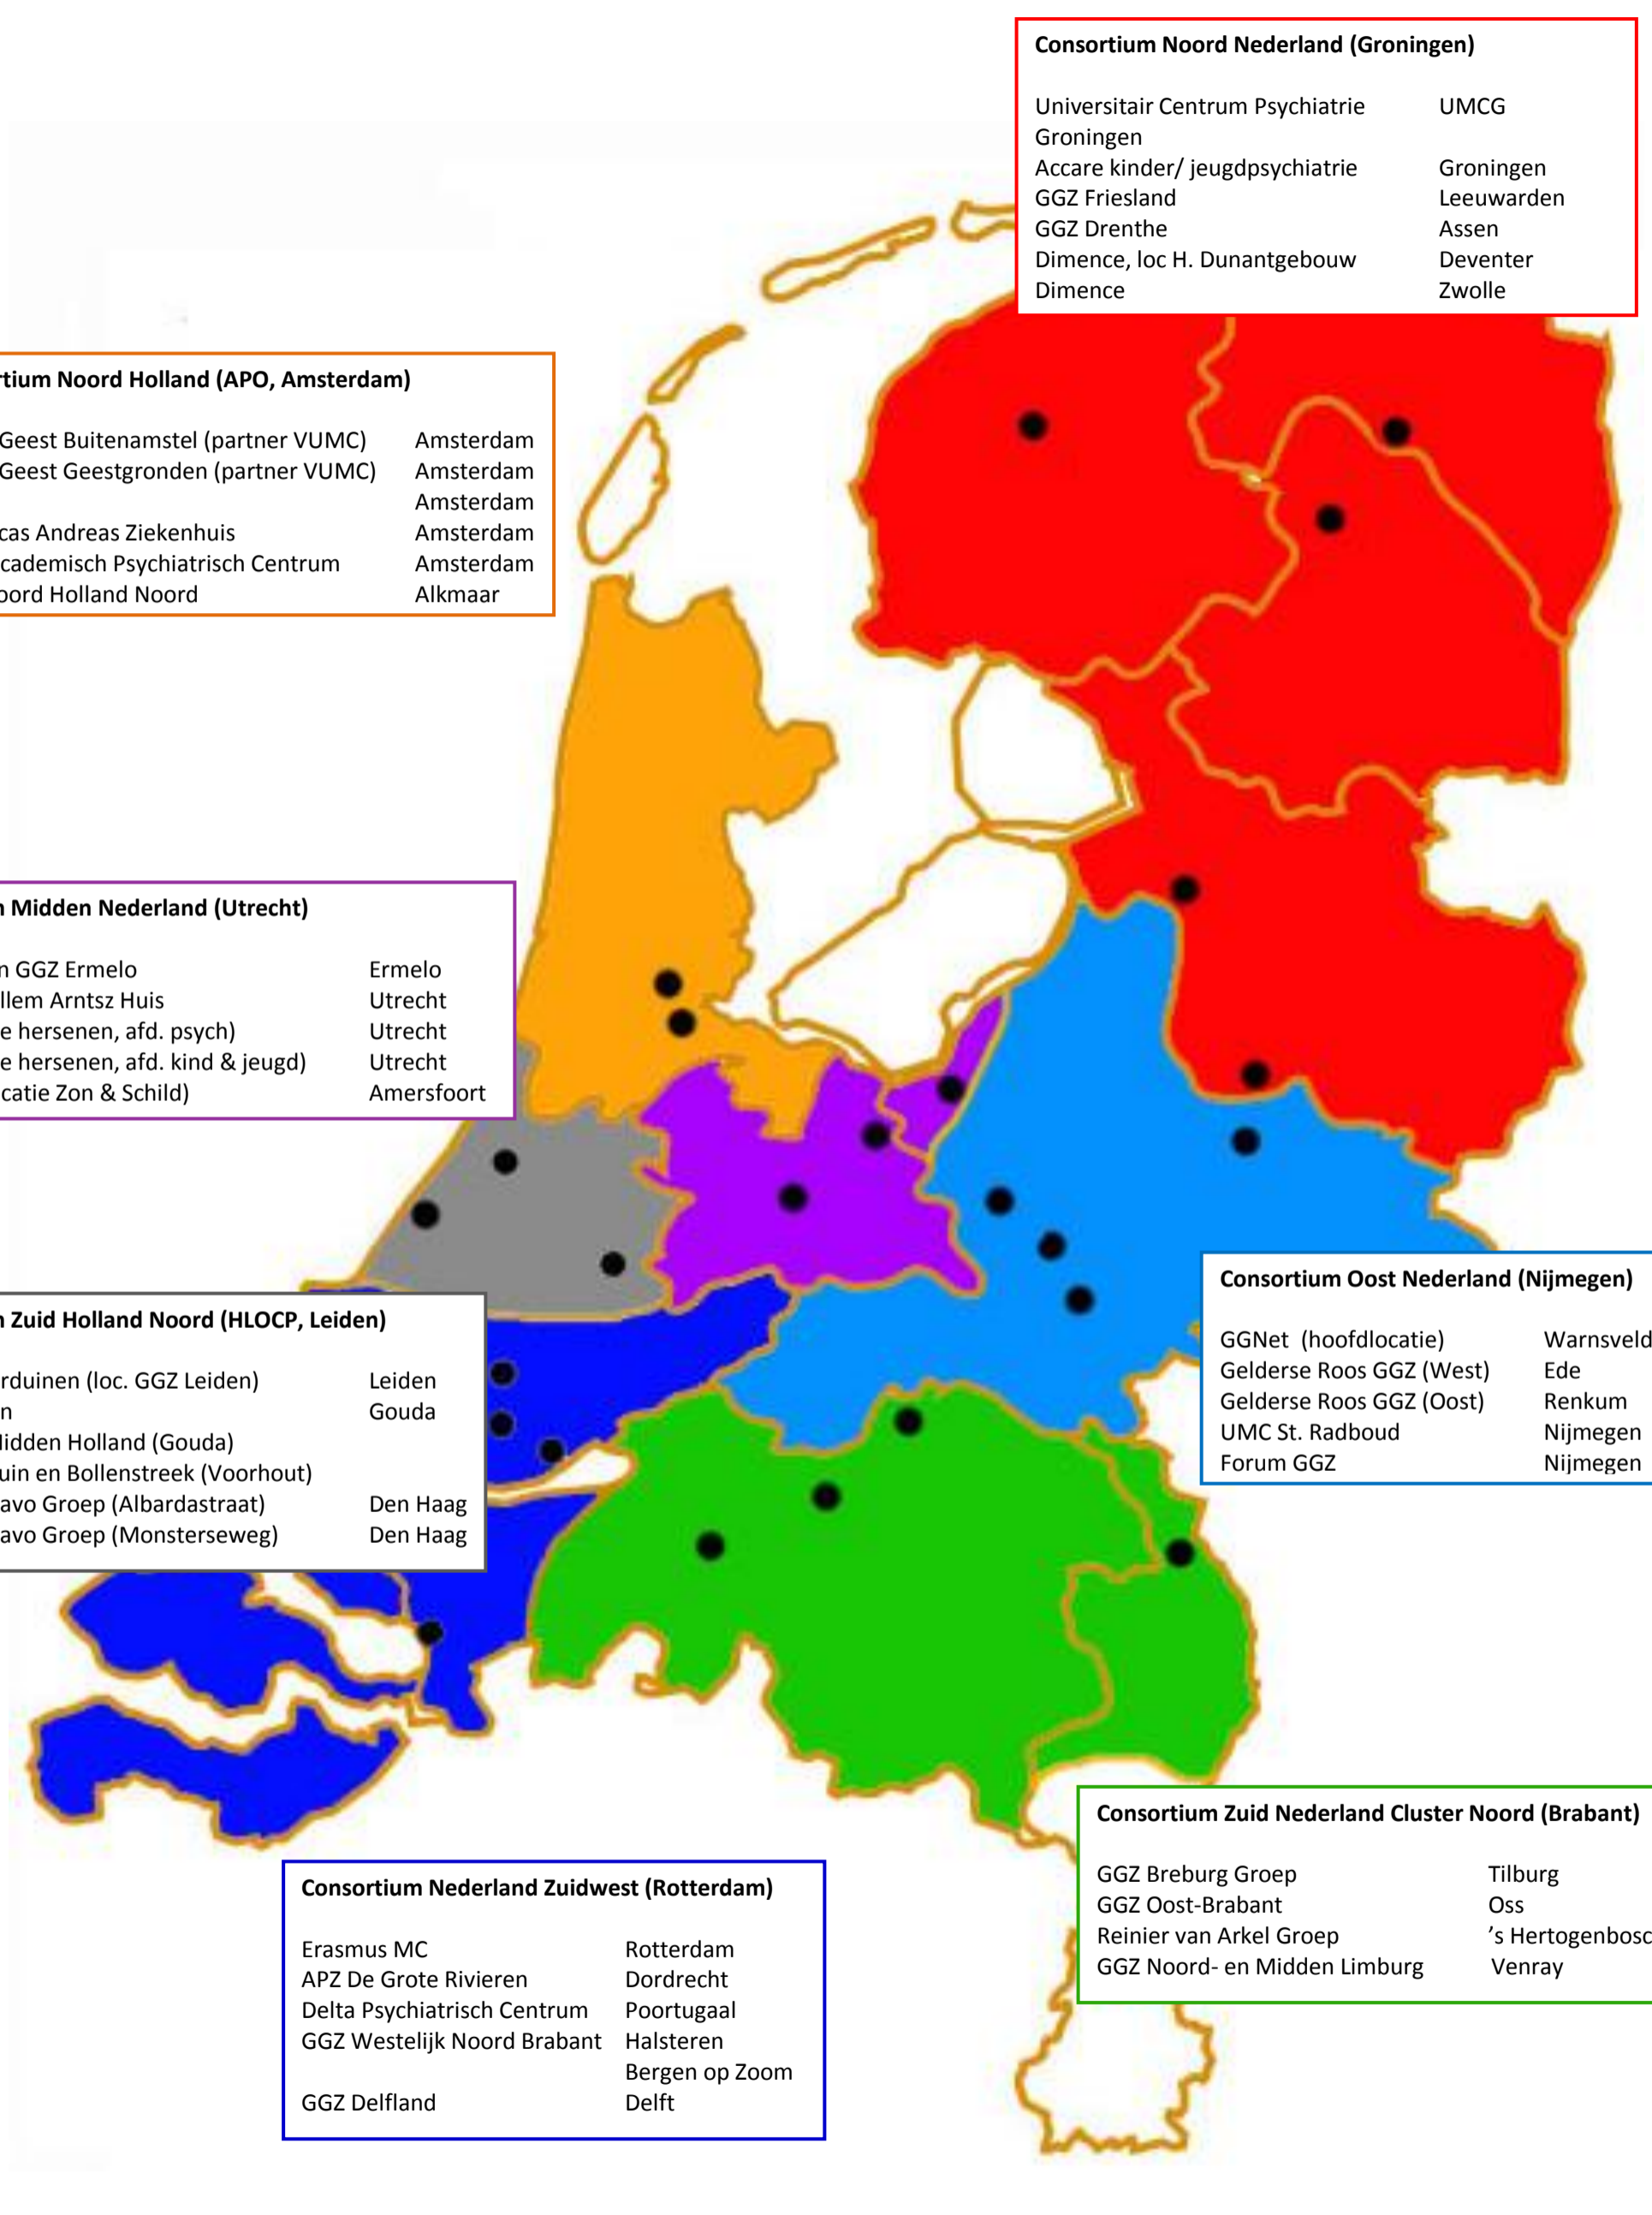 Consortium Noord Nederland (Groningen)
Universitair Centrum Psychiatrie UMCG
Groningen
Accare kinder/ jeugdpsychiatrie Groningen
GGZ Friesland Leeuwarden
GGZ Drenthe Assen
Dimence, loc H. Dunantgebouw Deventer
Dimence Zwolle
rtium Noord Holland (APO, Amsterdam)
Geest Buitenamstel (partner VUMC) Amsterdam
Geest Geestgronden (partner VUMC) Amsterdam
Amsterdam
cas Andreas Ziekenhuis Amsterdam
cademisch Psychiatrisch Centrum Amsterdam
oord Holland Noord Alkmaar
Midden Nederland (Utrecht)
n GGZ Ermelo Ermelo
llem Arntsz Huis Utrecht
e hersenen, afd. psych) Utrecht
e hersenen, afd. kind & jeugd) Utrecht
catie Zon & Schild) Amersfoort
Consortium Oost Nederland (Nijmegen)
GGNet (hoofdlocatie) Warnsveld
Gelderse Roos GGZ (West) Ede
Gelderse Roos GGZ (Oost) Renkum
UMC St. Radboud Nijmegen
Forum GGZ Nijmegen
Zuid Holland Noord (HLOCP, Leiden)
rduinen (loc. GGZ Leiden) Leiden
n Gouda
idden Holland (Gouda)
uin en Bollenstreek (Voorhout)
avo Groep (Albardastraat) Den Haag
avo Groep (Monsterseweg) Den Haag
Consortium Zuid Nederland Cluster Noord (Brabant)
GGZ Breburg Groep Tilburg
GGZ Oost-Brabant Oss
Reinier van Arkel Groep ’s Hertogenbosc
GGZ Noord- en Midden Limburg Venray
Consortium Nederland Zuidwest (Rotterdam)
Erasmus MC Rotterdam
APZ De Grote Rivieren Dordrecht
Delta Psychiatrisch Centrum Poortugaal
GGZ Westelijk Noord Brabant Halsteren
Bergen op Zoom
GGZ Delfland Delft